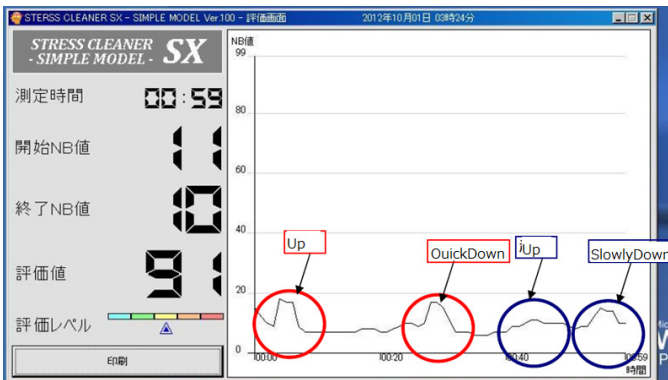 STERSS CLEANER SX - SIMPLE MODEL Ver.100 - 評価画面 2012年10月01日 03時24分
STRESS CLEANER
- SIMPLE MODEL - SX
測定時間 00:59
開始NB値 11
終了NB値 10
評価値 91
評価レベル
印刷
NB値
99
80
60
40
20
0
Up
OuickDown
Up
SlowlyDown
00:00 00:20 00:40 00:59
時間